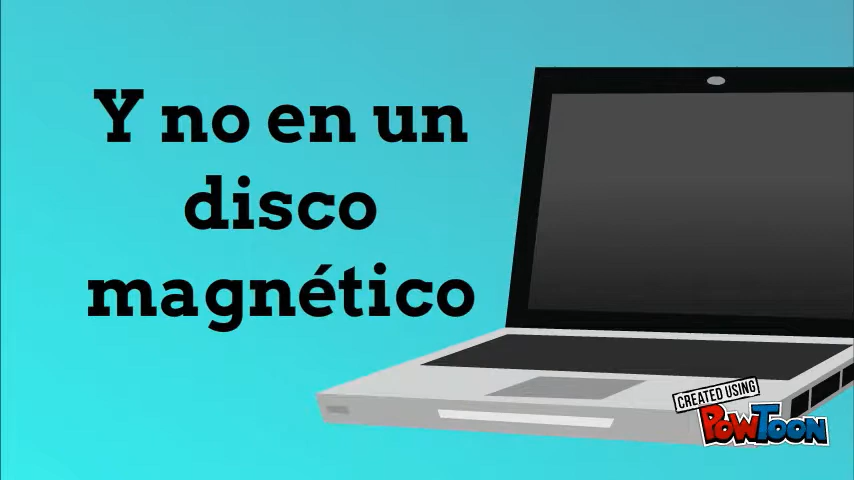 Y no en un
disco
magnético
CREATED USING
POWTOON